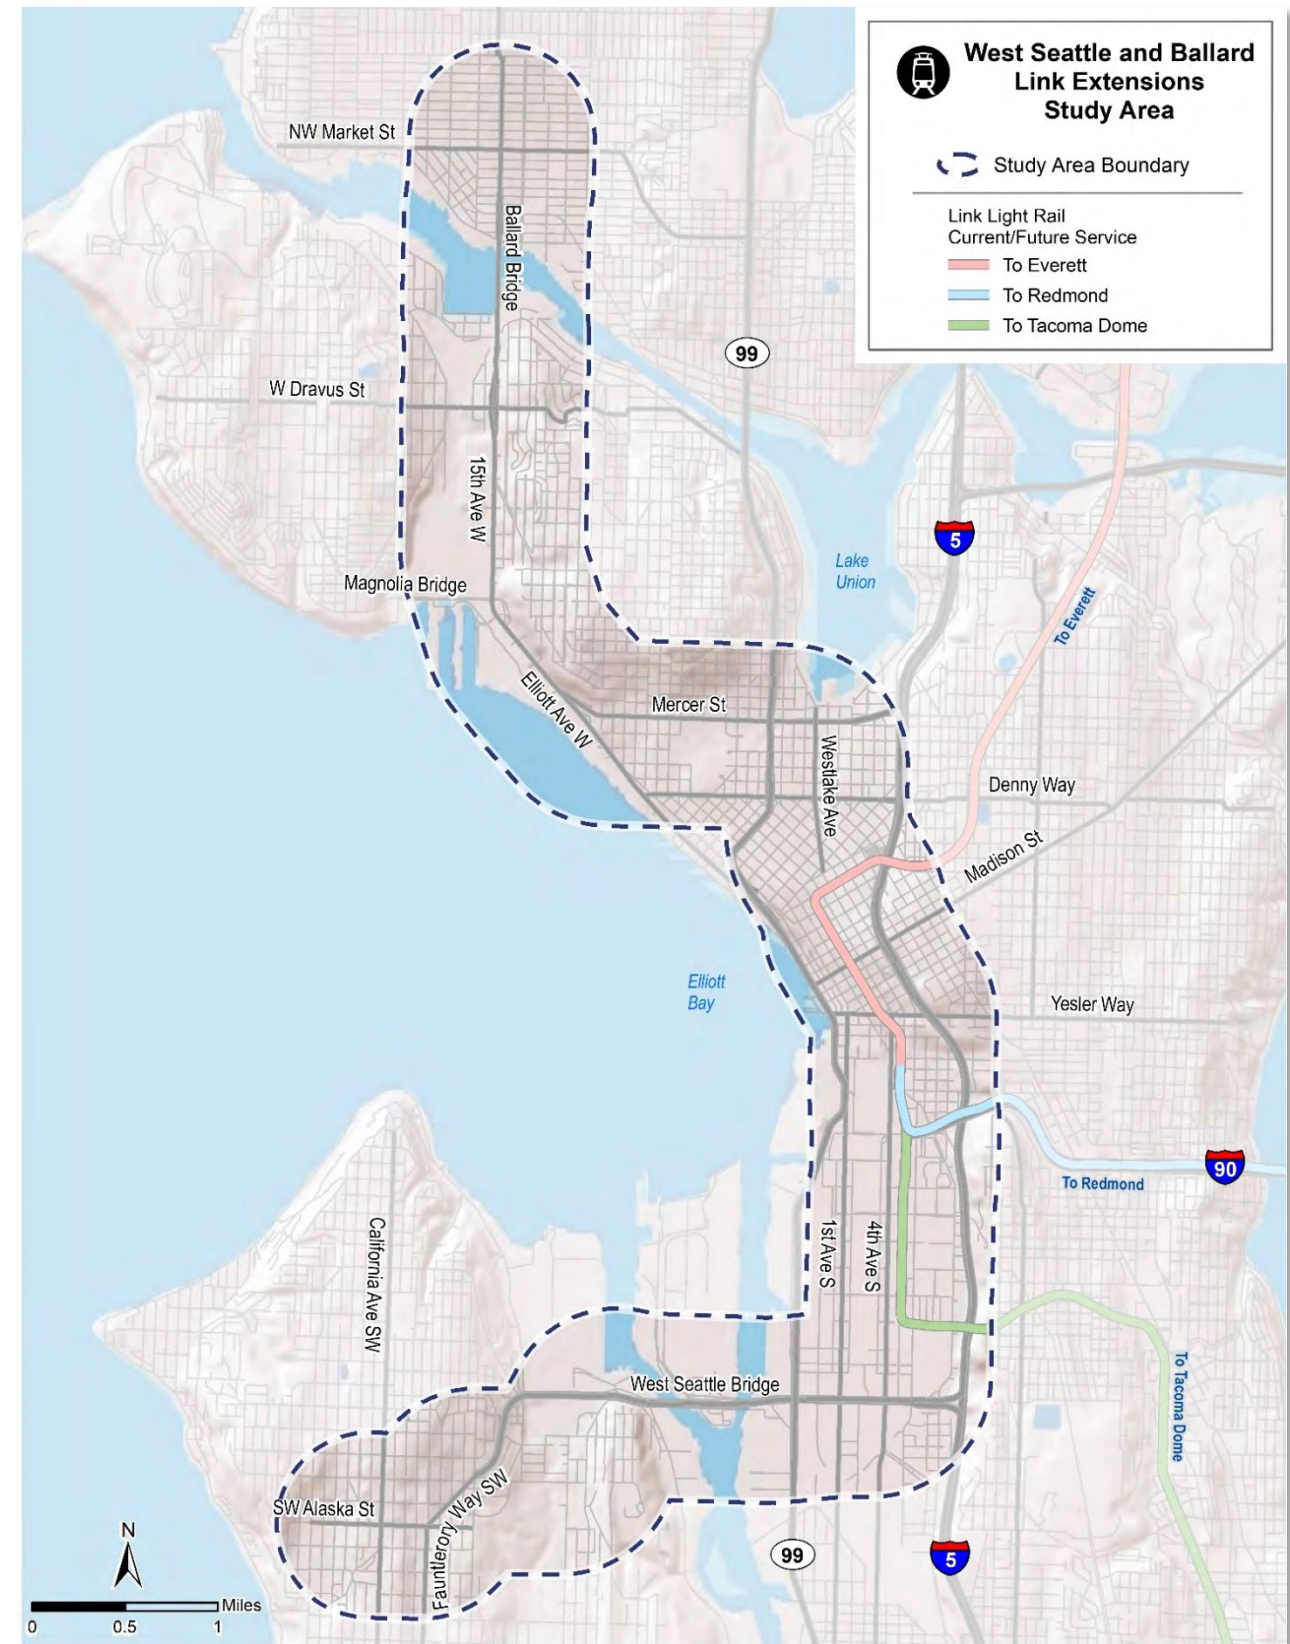 West Seattle and Ballard
Link Extensions
Study Area
Study Area Boundary
Link Light Rail
Current/Future Service
To Everett
To Redmond
To Tacoma Dome
NW Market St
Ballard Bridge
99
W Dravus St
15th Ave W
5
Lake
Union
Magnolia Bridge
To Everett
Elliott Ave W
Mercer St
Westlake Ave
Denny Way
Madison St
Elliott
Bay
Yesler Way
90
To Redmond
California Ave SW
1st Ave S
4th Ave S
West Seattle Bridge
To Tacoma Dome
SW Alaska St
Fauntlerory Way SW
99
5
N
Miles
0
0.5
1